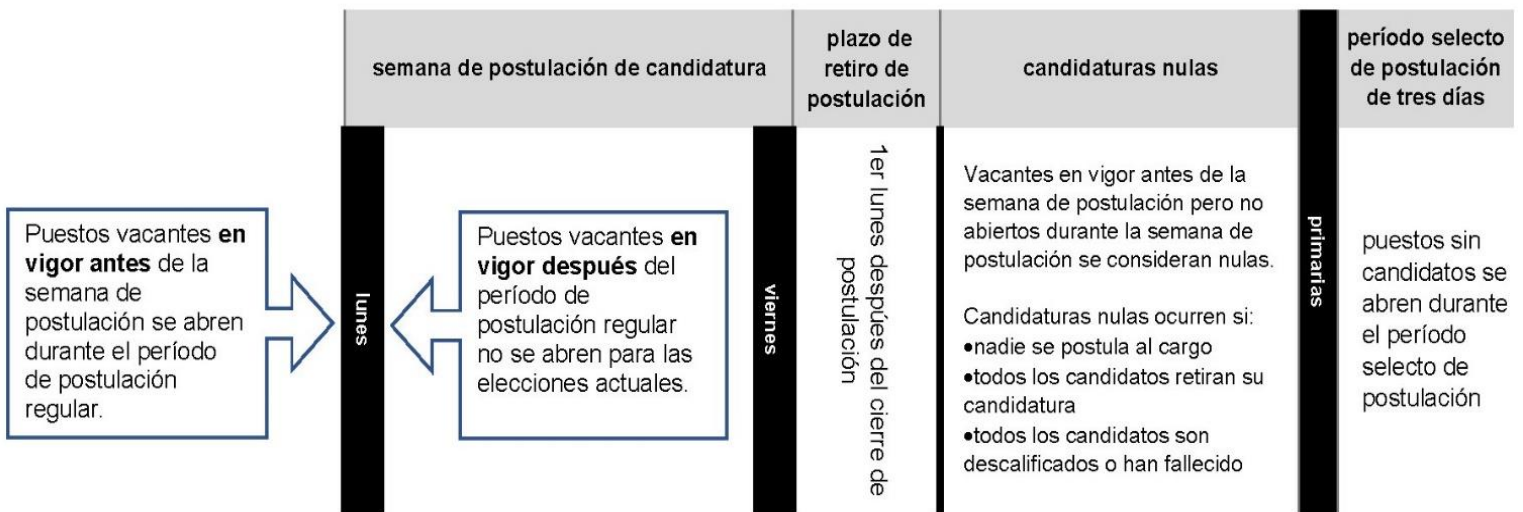 semana de postulación de candidatura
plazo de
retiro de
postulación
candidaturas nulas
período selecto
de postulación
de tres días
Puestos vacantes en
vigor antes de la
semana de
postulación se abren
durante el período
de postulación
regular.
lunes
Puestos vacantes en
vigor después del
período de
postulación regular
no se abren para las
elecciones actuales.
viernes
1er lunes despúes del cierre de
postulación
Vacantes en vigor antes de la
semana de postulación pero no
abiertos durante la semana de
postulación se consideran nulas.
Candidaturas nulas ocurren si:
•nadie se postula al cargo
•todos los candidatos retiran su
candidatura
•todos los candidatos son
descalificados o han fallecido
primarias
puestos sin
candidatos se
abren durante
el período
selecto de
postulación